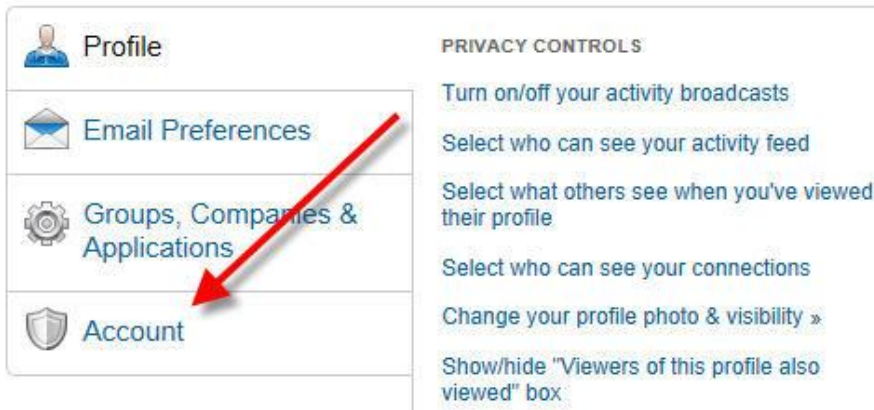 Profile
Email Preferences
Groups, Companies &
Applications
Account
PRIVACY CONTROLS
Turn on/off your activity broadcasts
Select who can see your activity feed
Select what others see when you've viewed
their profile
Select who can see your connections
Change your profile photo & visibility »
Show/hide "Viewers of this profile also
viewed" box